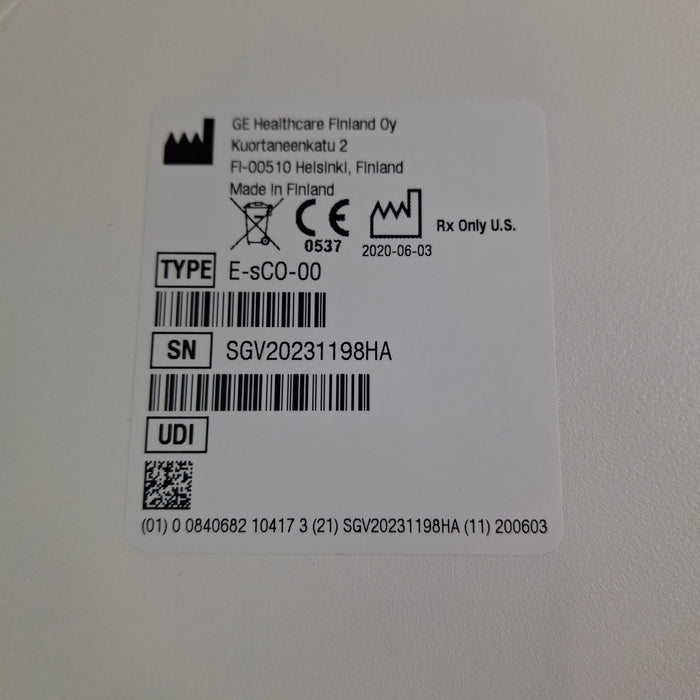 GE Healthcare Finland Oy
Kuortaneenkatu 2
FI-00510 Helsinki, Finland
Made in Finland
CE
0537
2020-06-03
Rx Only U.S.
TYPE E-sCO-00
SN SGV20231198HA
UDI
(01) 0 0840682 10417 3 (21) SGV20231198HA (11) 200603